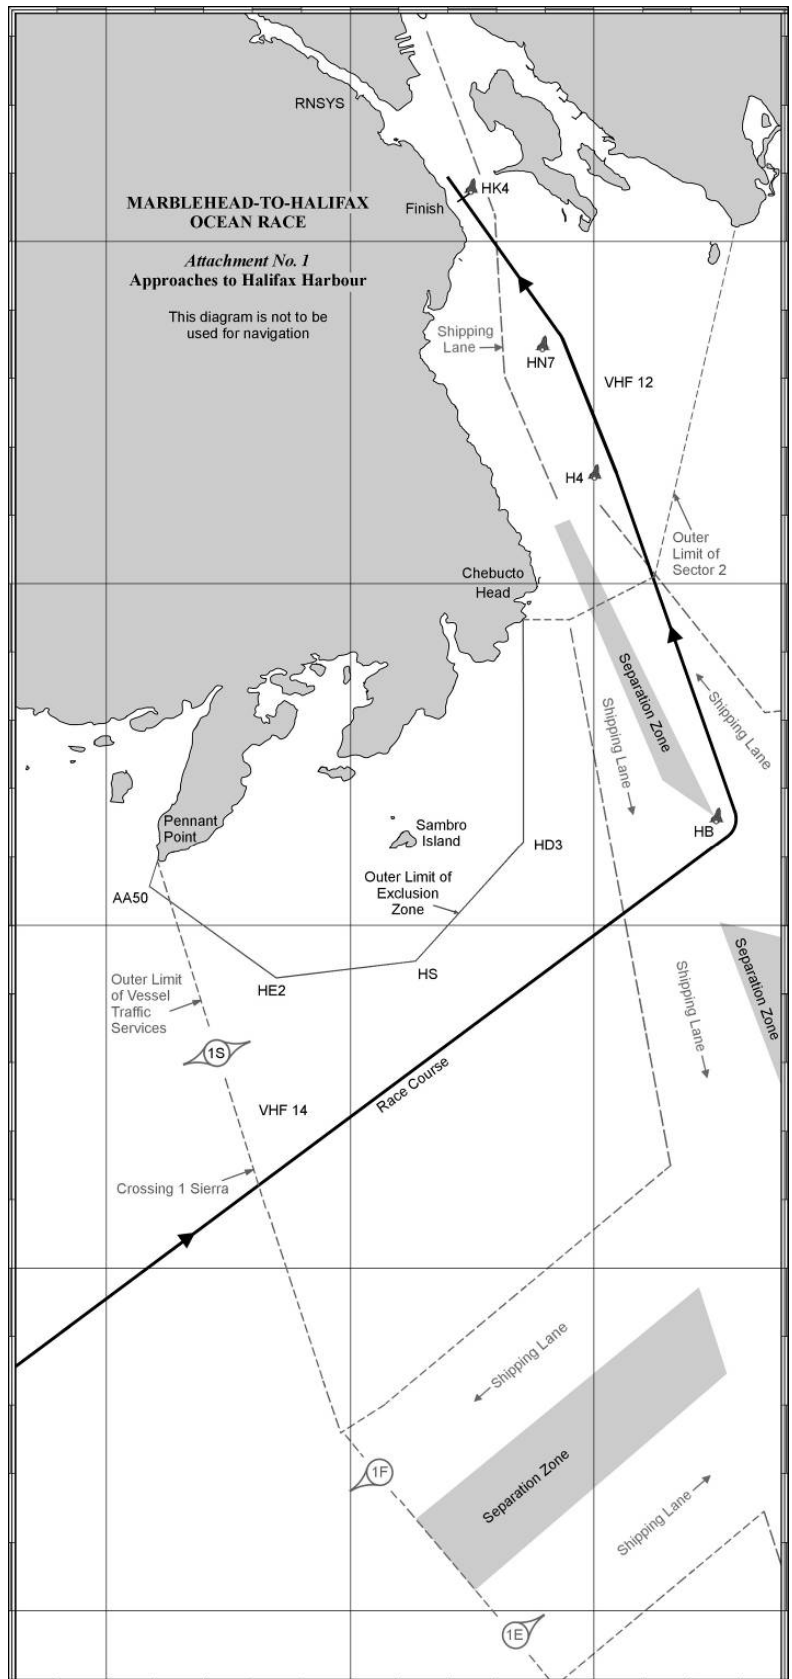 RNSYS
MARBLEHEAD-TO-HALIFAX
OCEAN RACE
Attachment No. 1
Approaches to Halifax Harbour
This diagram is not to be
used for navigation
HK4
Finish
Shipping
Lane
HN7
VHF 12
H4
Outer
Limit of
Sector 2
Chebucto
Head
Separation Zone
Shipping Lane
Shipping Lane
HB
Pennant
Point
Sambro
Island
HD3
Outer Limit of
Exclusion
Zone
AA50
HE2
HS
Outer Limit
of Vessel
Traffic
Services
Separation Zone
Shipping Lane
1S
VHF 14
Race Course
Crossing 1 Sierra
Shipping Lane
1F
Separation Zone
Shipping Lane
1E